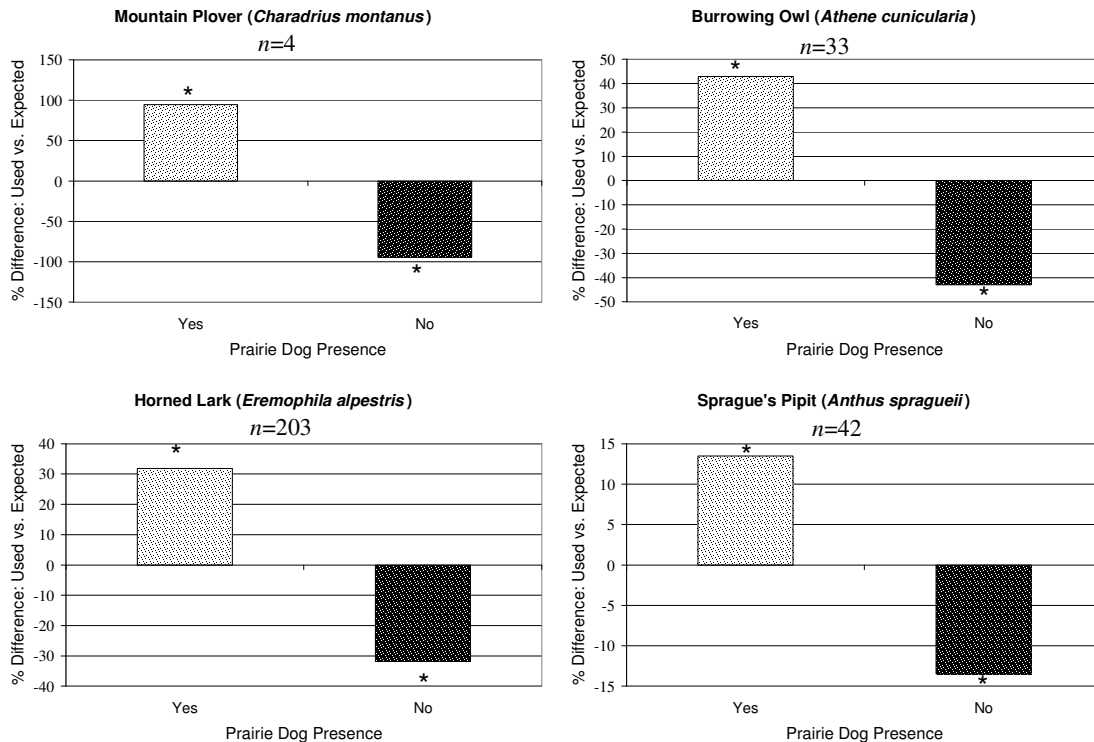 Mountain Plover (Charadrius montanus)
n=4
% Difference: Used vs. Expected
150
100
50
0
-50
-100
-150
*
*
Yes
No
Prairie Dog Presence
Burrowing Owl (Athene cunicularia)
n=33
% Difference: Used vs. Expected
50
40
30
20
10
0
-10
-20
-30
-40
-50
*
*
Yes
No
Prairie Dog Presence
Horned Lark (Eremophila alpestris)
n=203
% Difference: Used vs. Expected
40
30
20
10
0
-10
-20
-30
-40
*
*
Yes
No
Prairie Dog Presence
Sprague's Pipit (Anthus spragueii)
n=42
% Difference: Used vs. Expected
15
10
5
0
-5
-10
-15
*
*
Yes
No
Prairie Dog Presence